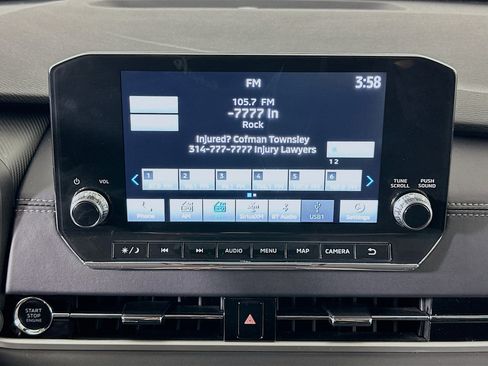 FM
3:58
105.7 FM
-7777 in
Rock
Injured? Cofman Townsley
314-777-7777 Injury Lawyers
1 2
1 2 3 4 5 6
Phone AM FM SiriusXM BT Audio USB1 Settings
VOL
TUNE SCROLL
PUSH SOUND
AUDIO MENU MAP CAMERA
START
STOP
ENGINE